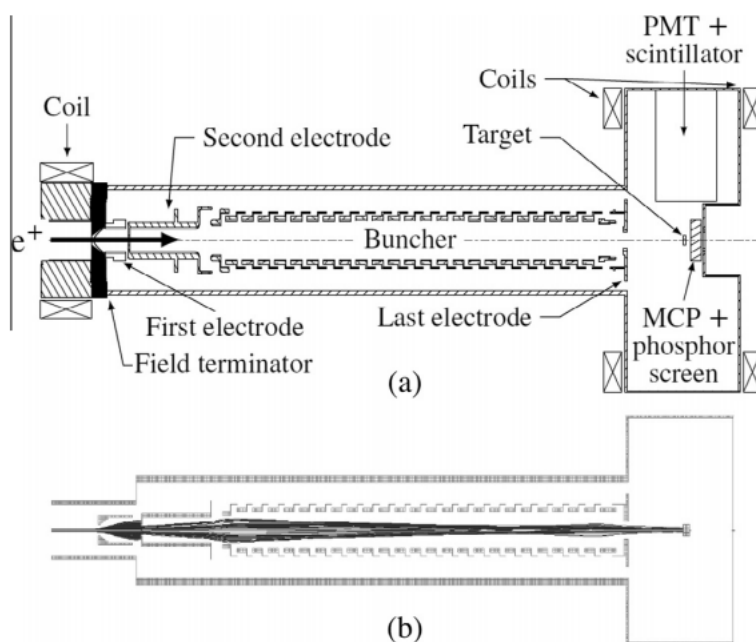 PMT +
scintillator
Coils
Coil
Target
Second electrode
e+
Buncher
First electrode
Field terminator
Last electrode
MCP +
phosphor
screen
(a)
(b)